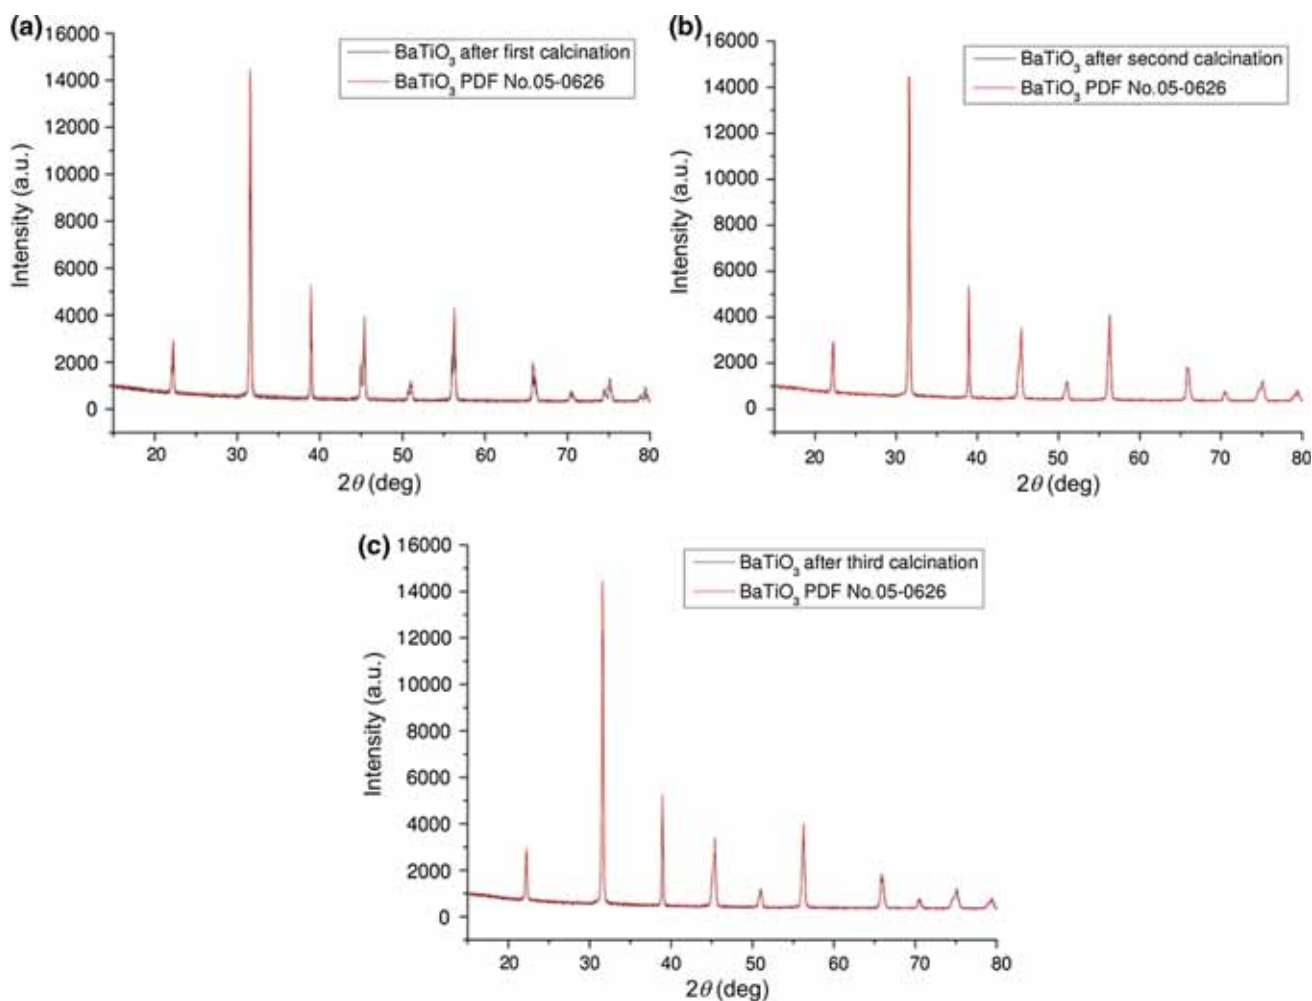 (a)
16000
14000
12000
10000
8000
6000
4000
2000
0
Intensity (a.u.)
BaTiO3 after first calcination
BaTiO3 PDF No.05-0626
20 30 40 50 60 70 80
2θ (deg)
(b)
16000
14000
12000
10000
8000
6000
4000
2000
0
Intensity (a.u.)
BaTiO3 after second calcination
BaTiO3 PDF No.05-0626
20 30 40 50 60 70 80
2θ (deg)
(c)
16000
14000
12000
10000
8000
6000
4000
2000
0
Intensity (a.u.)
BaTiO3 after third calcination
BaTiO3 PDF No.05-0626
20 30 40 50 60 70 80
2θ (deg)